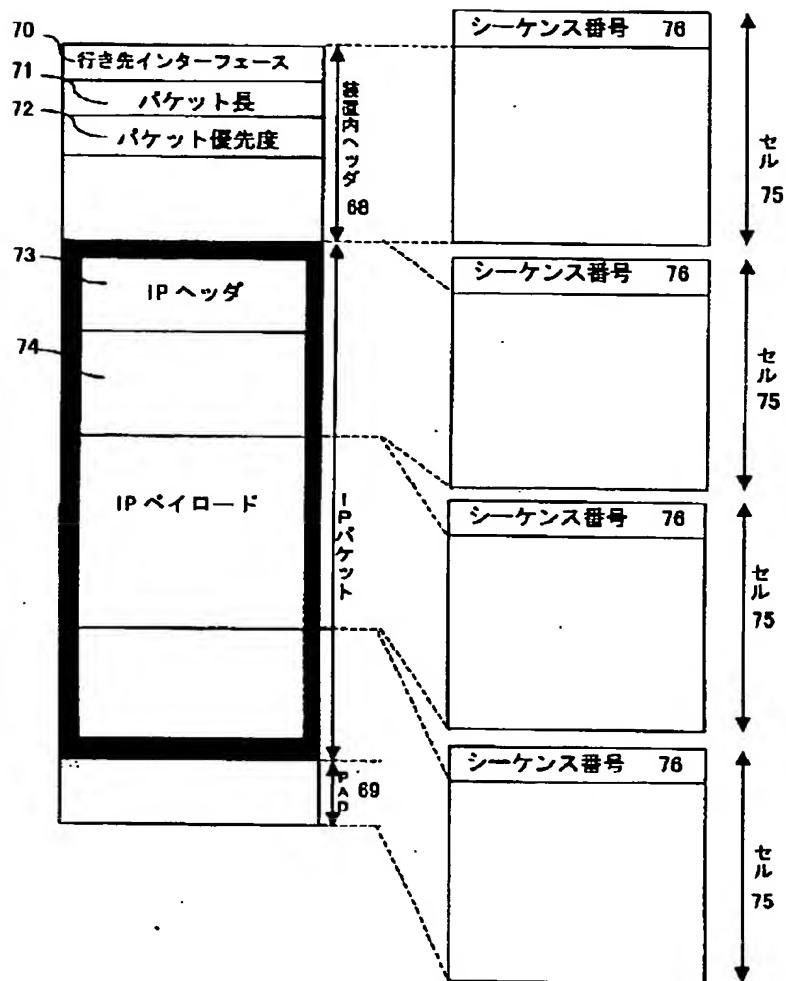 70
行き先インターフェース
71
パケット長
72
パケット優先度
装置内ヘッダ
68
73
IP ヘッダ
74
IP ペイロード
IPパケット
PAD 69
シーケンス番号 76
セル
75
シーケンス番号 76
セル
75
シーケンス番号 76
セル
75
シーケンス番号 76
セル
75